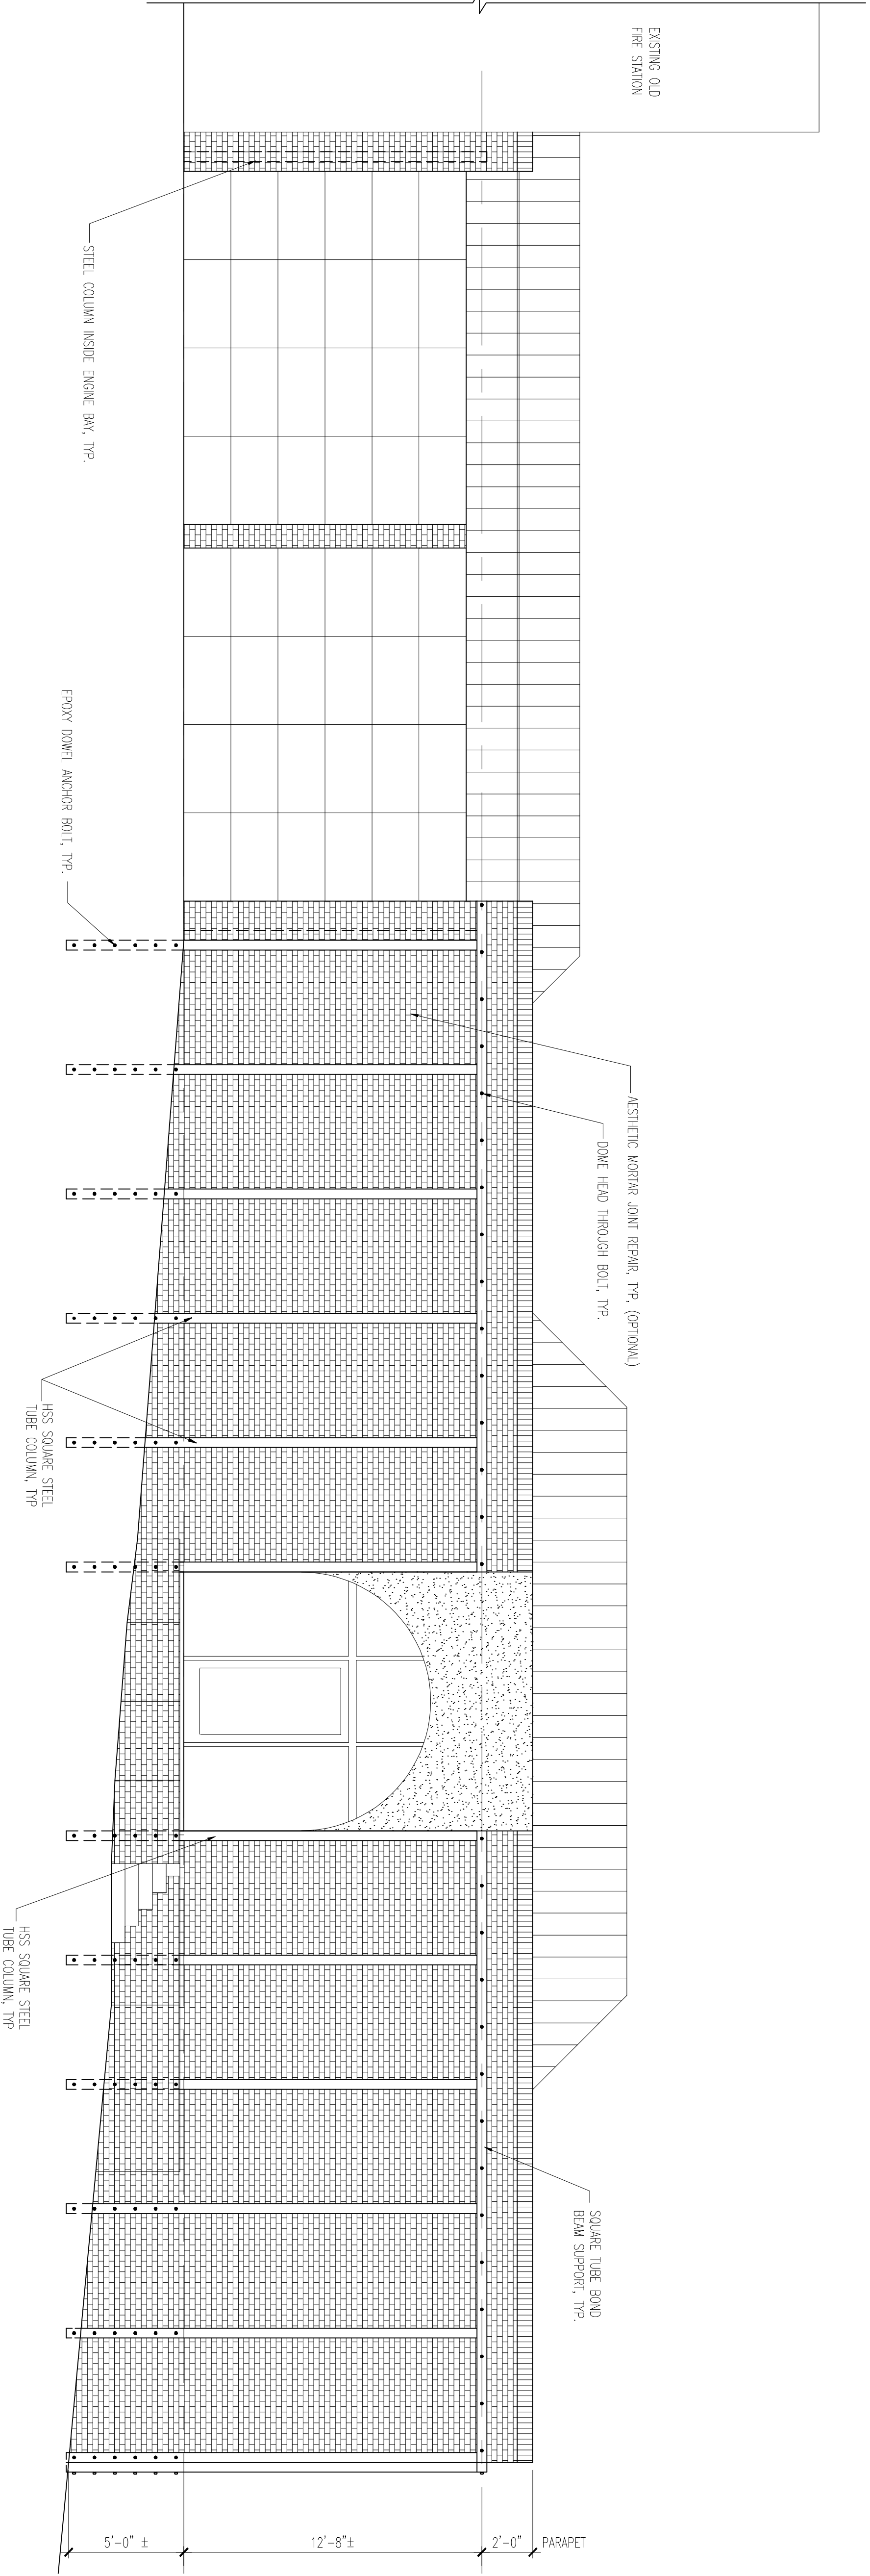 EXISTING OLD
FIRE STATION
STEEL COLUMN INSIDE ENGINE BAY, TYP.
EPOXY DOWEL ANCHOR BOLT, TYP.
AESTHETIC MORTAR JOINT REPAIR, TYP, (OPTIONAL)
DOME HEAD THROUGH BOLT, TYP.
HSS SQUARE STEEL
TUBE COLUMN, TYP
HSS SQUARE STEEL
TUBE COLUMN, TYP
SQUARE TUBE BOND
BEAM SUPPORT, TYP.
5'-0" ±
12'-8"±
2'-0"
PARAPET